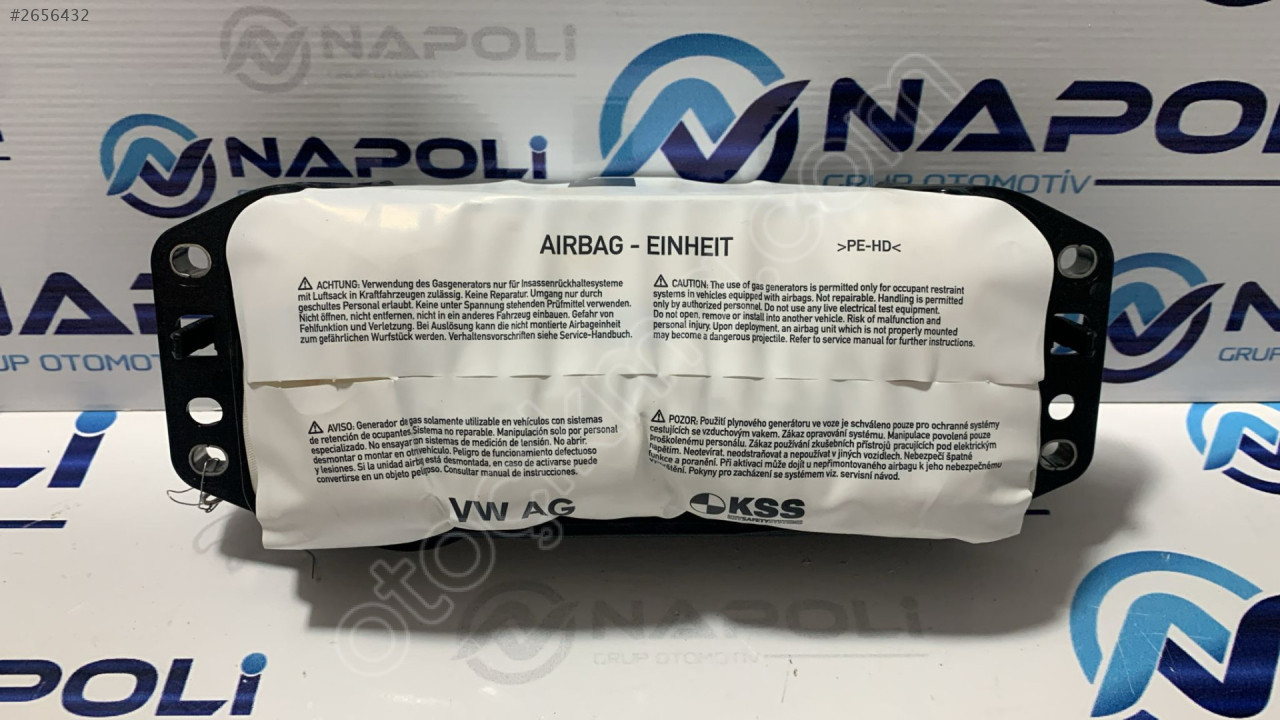 #2656432
NAPOLİ
GRUP OTOMOTİV
NAPOLİ
NAPOLİ
GRUP OTOMOTİV
AIRBAG - EINHEIT
>PE-HD<
ACHTUNG: Verwendung des Gasgenerators nur für Insassenrückhaltesysteme
mit Luftsack in Kraftfahrzeugen zulässig. Keine Reparatur. Umgang nur durch
geschultes Personal erlaubt. Keine unter Spannung stehenden Prüfmittel verwenden.
Nicht öffnen, nicht entfernen, nicht in ein anderes Fahrzeug einbauen. Gefahr von
Fehlfunktion und Verletzung. Bei Auslösung kann die nicht montierte Airbageinheit
zum gefährlichen Wurfstück werden. Verhaltensvorschriften siehe Service-Handbuch.
CAUTION: The use of gas generators is permitted only for occupant restraint
systems in vehicles equipped with airbags. Not repairable. Handling is permitted
only by authorized personnel. Do not use any live electrical test equipment.
Do not open, remove or install into another vehicle. Risk of malfunction and
personal injury. Upon deployment, an airbag unit which is not properly mounted
may become a dangerous projectile. Refer to service manual for further instructions.
AVISO: Generador de gas solamente utilizable en vehículos con sistemas
de retención de ocupantes. Sistema no reparable. Manipulación solo por personal
especializado. No ensayar con sistemas de medición de tensión. No abrir,
desmontar o montar en otro vehículo. Peligro de funcionamiento defectuoso
y lesiones. Si la unidad airbag está desmontada, en caso de activarse puede
convertirse en un objeto peligroso. Consultar manual de instrucciones.
POZOR: Použití plynového generátoru ve voze je schváleno pouze pro ochranné systémy
cestujících se vzduchovým vakem. Zákaz opravování systému. Manipulace povolená pouze
proškolenému personálu. Zákaz používání zkušebních přístrojů pracujících pod elektrickým
napětím. Neotevírat, neodstraňovat a nepoužívat v jiných vozidlech. Nebezpečí špatné
funkce a poranění. Při aktivaci může dojít u nepřimontovaného airbagu k jeho nebezpečnému
Pokyny pro zacházení se systémem viz. servisní návod.
VW AG
KSS
GRUP OTOMOTİV
GRUP OTO
otoçıkma.com
NAPOLİ
GRUP OTOMOTİV
POLİ
NAPO